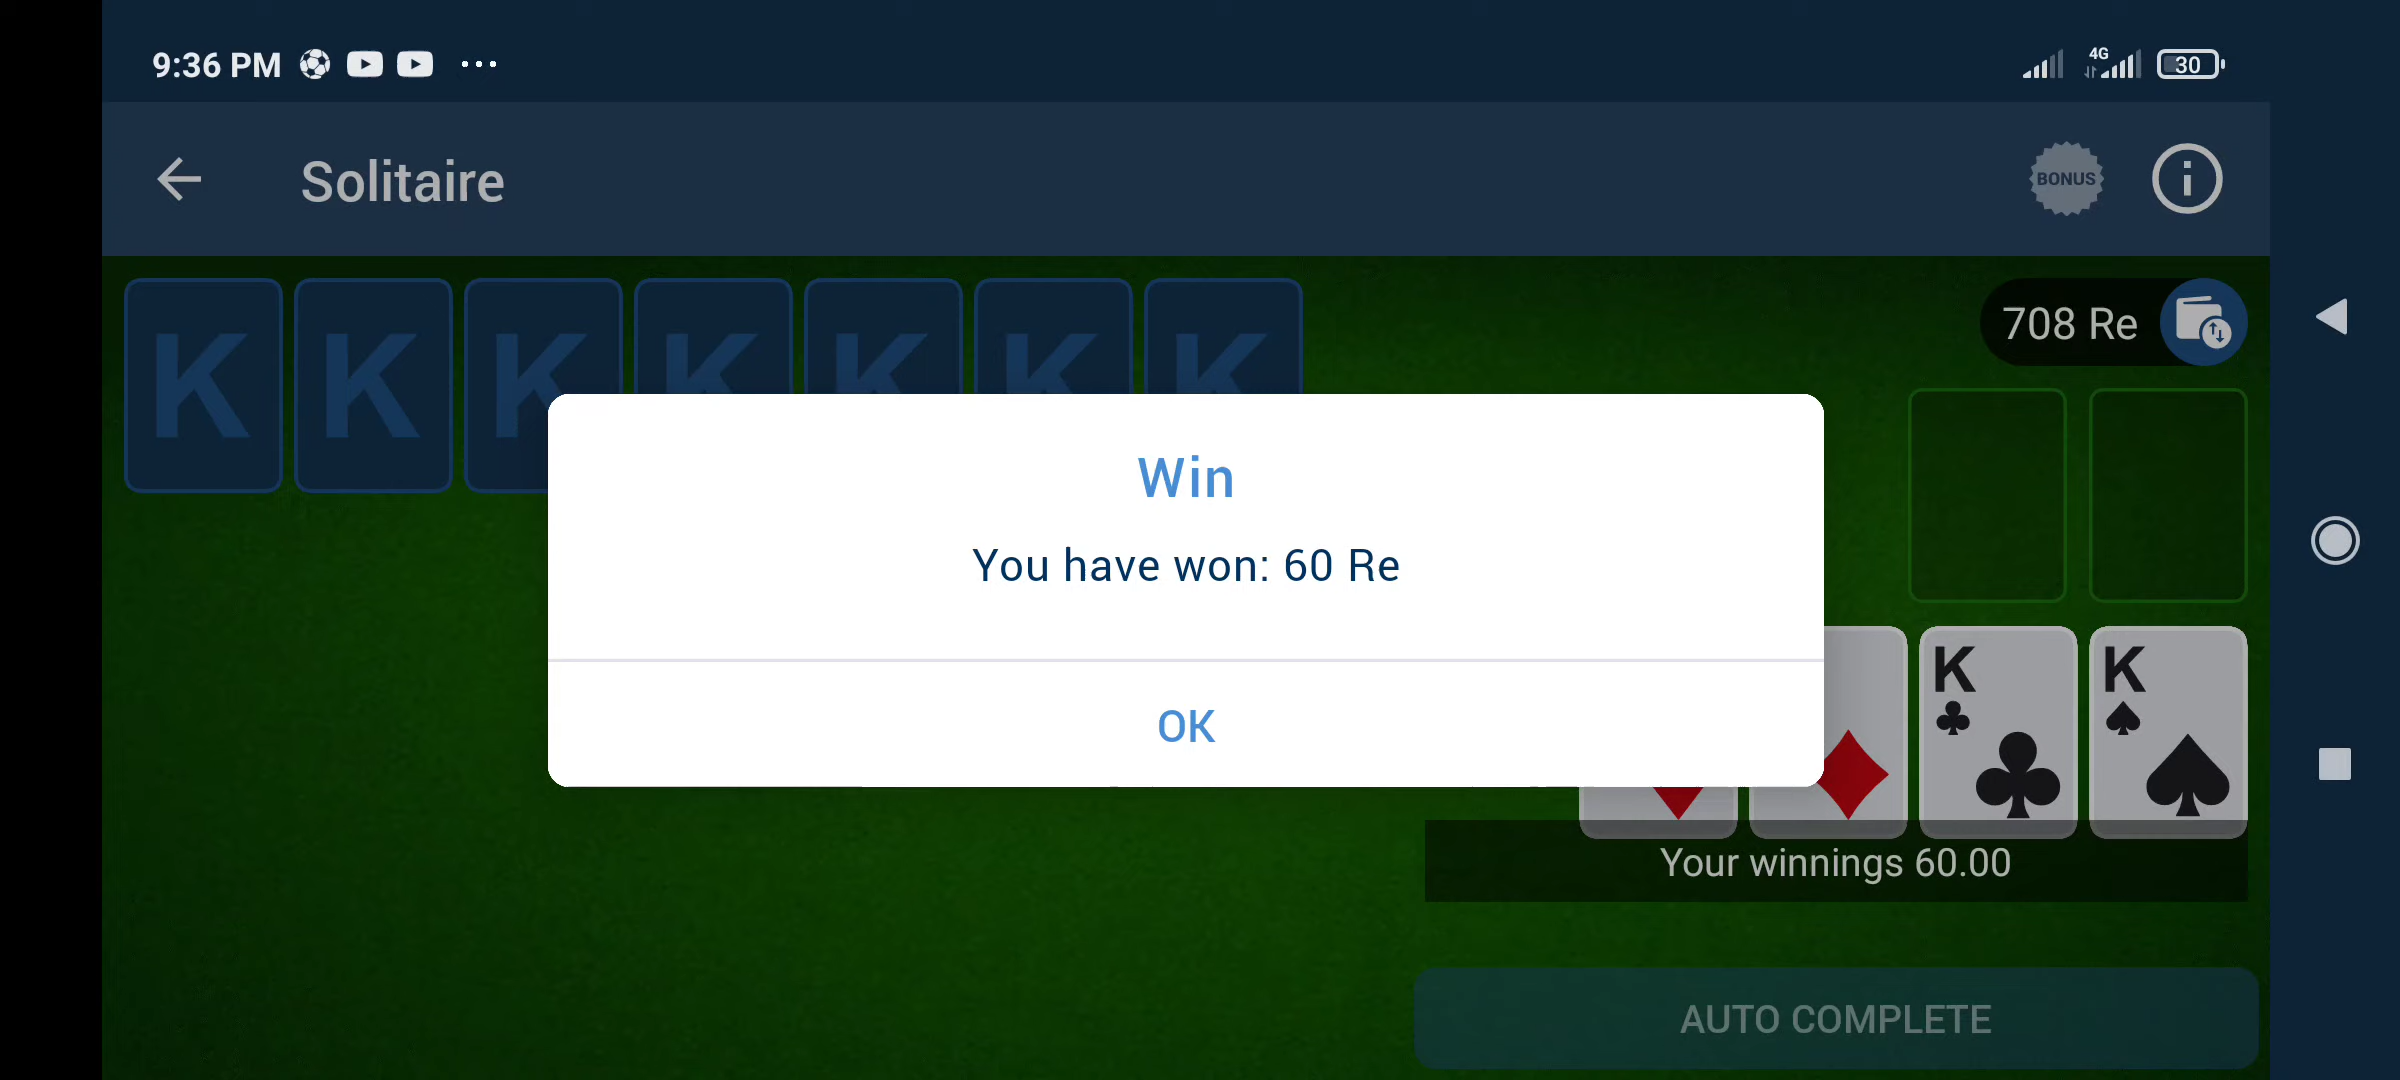 9:36 PM
4G
30
Solitaire
BONUS
K K K K K K K
708 Re
Win
You have won: 60 Re
OK
K K
Your winnings 60.00
AUTO COMPLETE